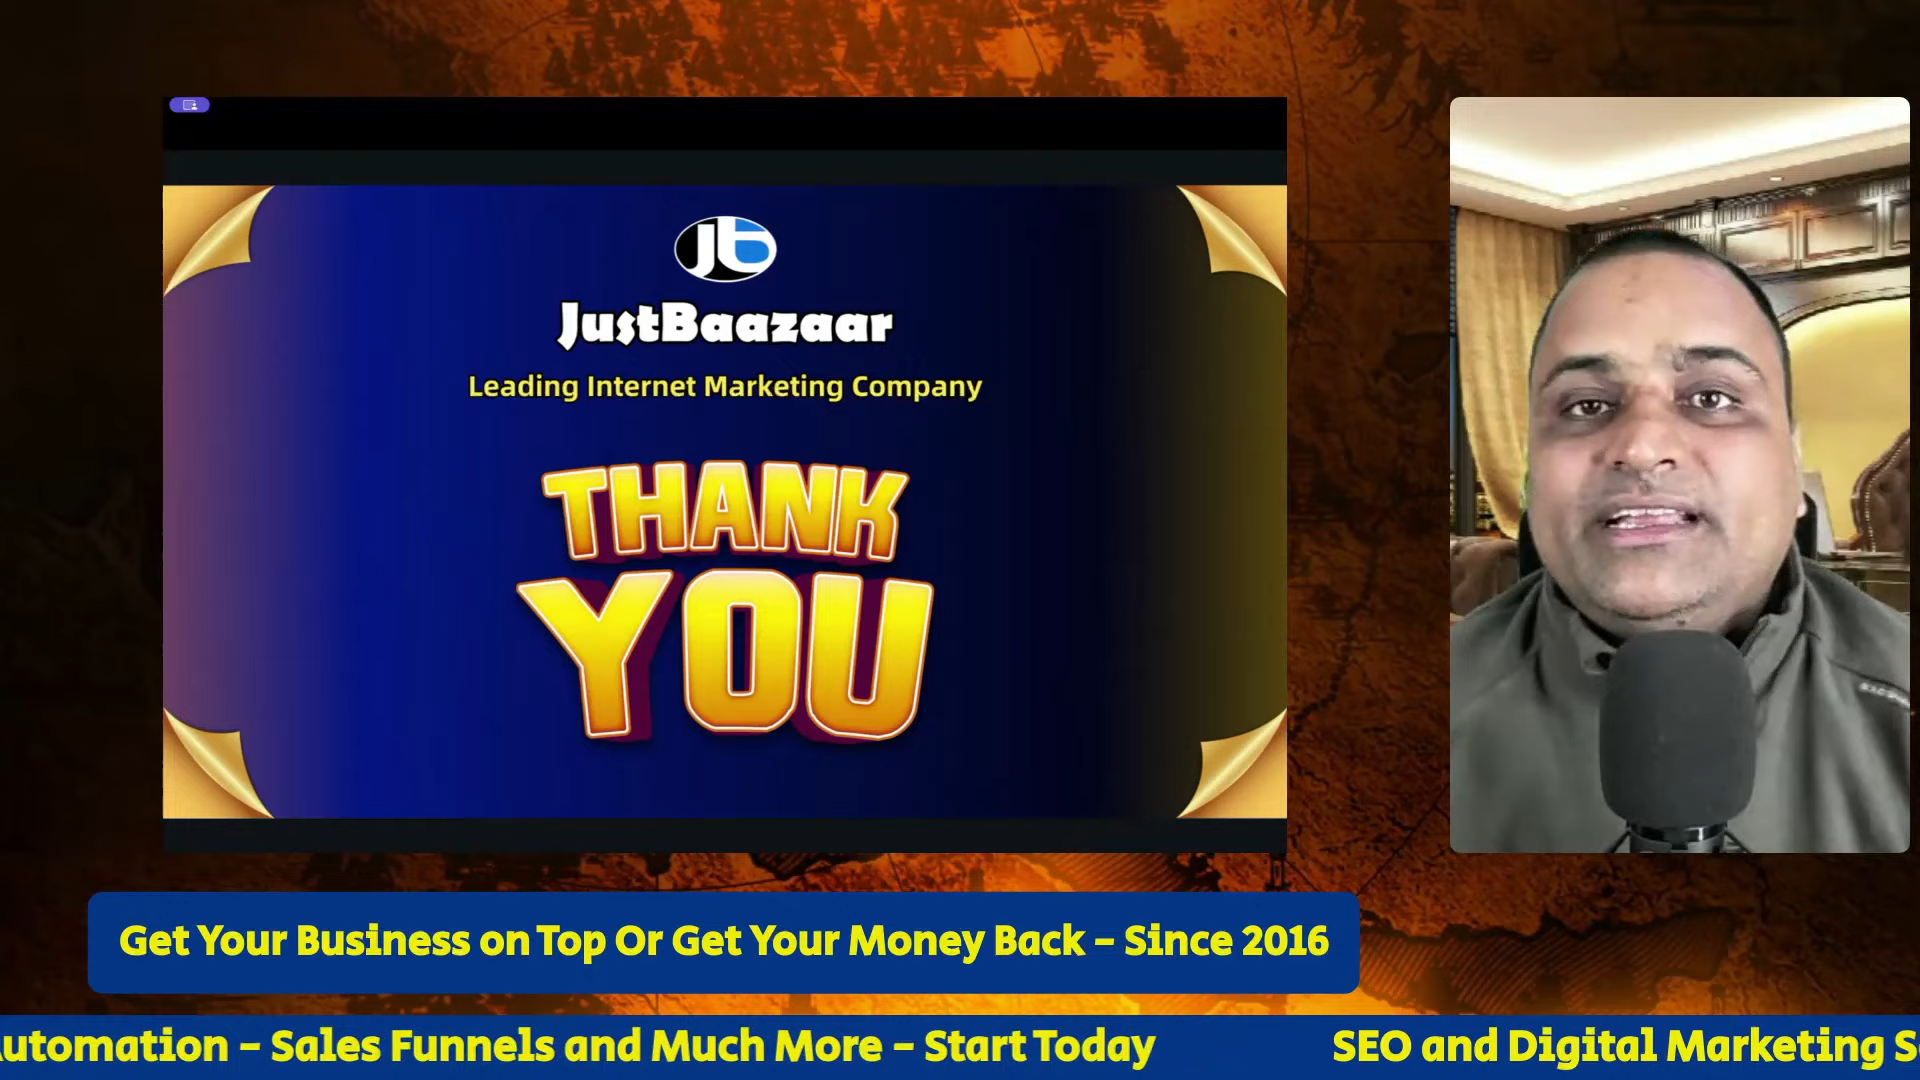 Jb
JustBaazaar
Leading Internet Marketing Company
THANK
YOU
Get Your Business on Top Or Get Your Money Back – Since 2016
utomation – Sales Funnels and Much More – Start Today
SEO and Digital Marketing S